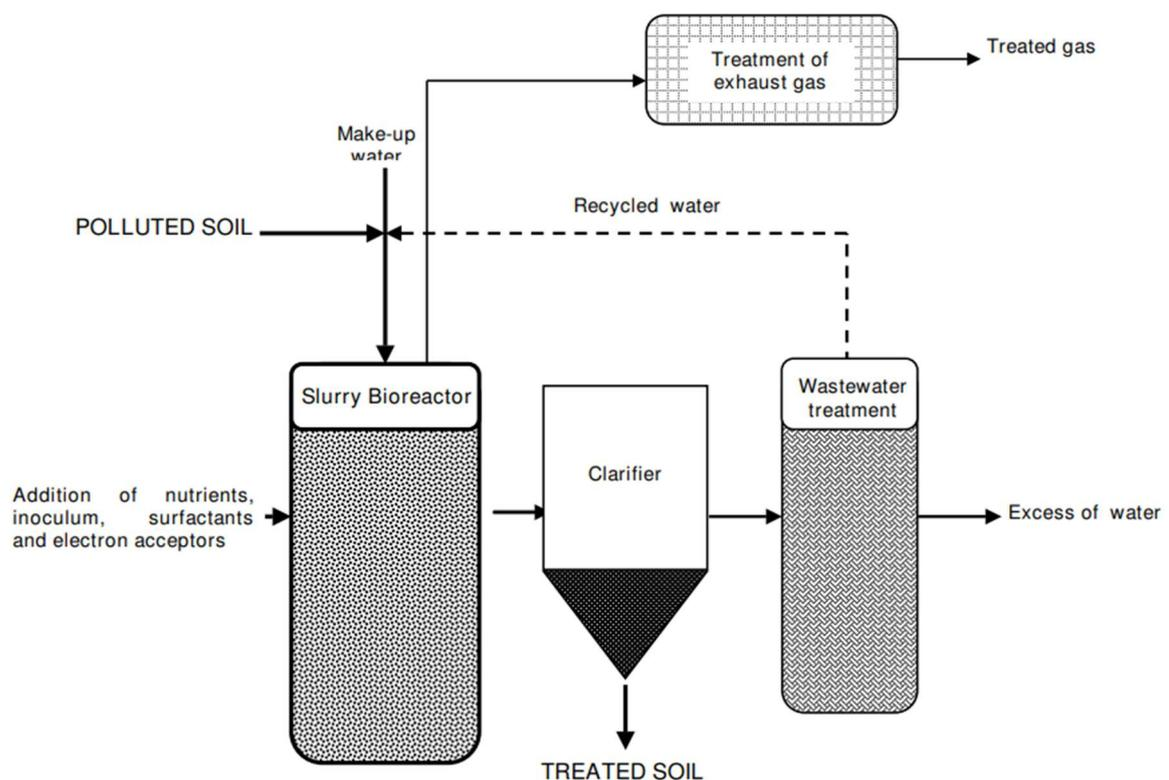 Treatment of
exhaust gas
Treated gas
Make-up
water
Recycled water
POLLUTED SOIL
Slurry Bioreactor
Wastewater
treatment
Clarifier
Addition of nutrients,
inoculum, surfactants
and electron acceptors
Excess of water
TREATED SOIL